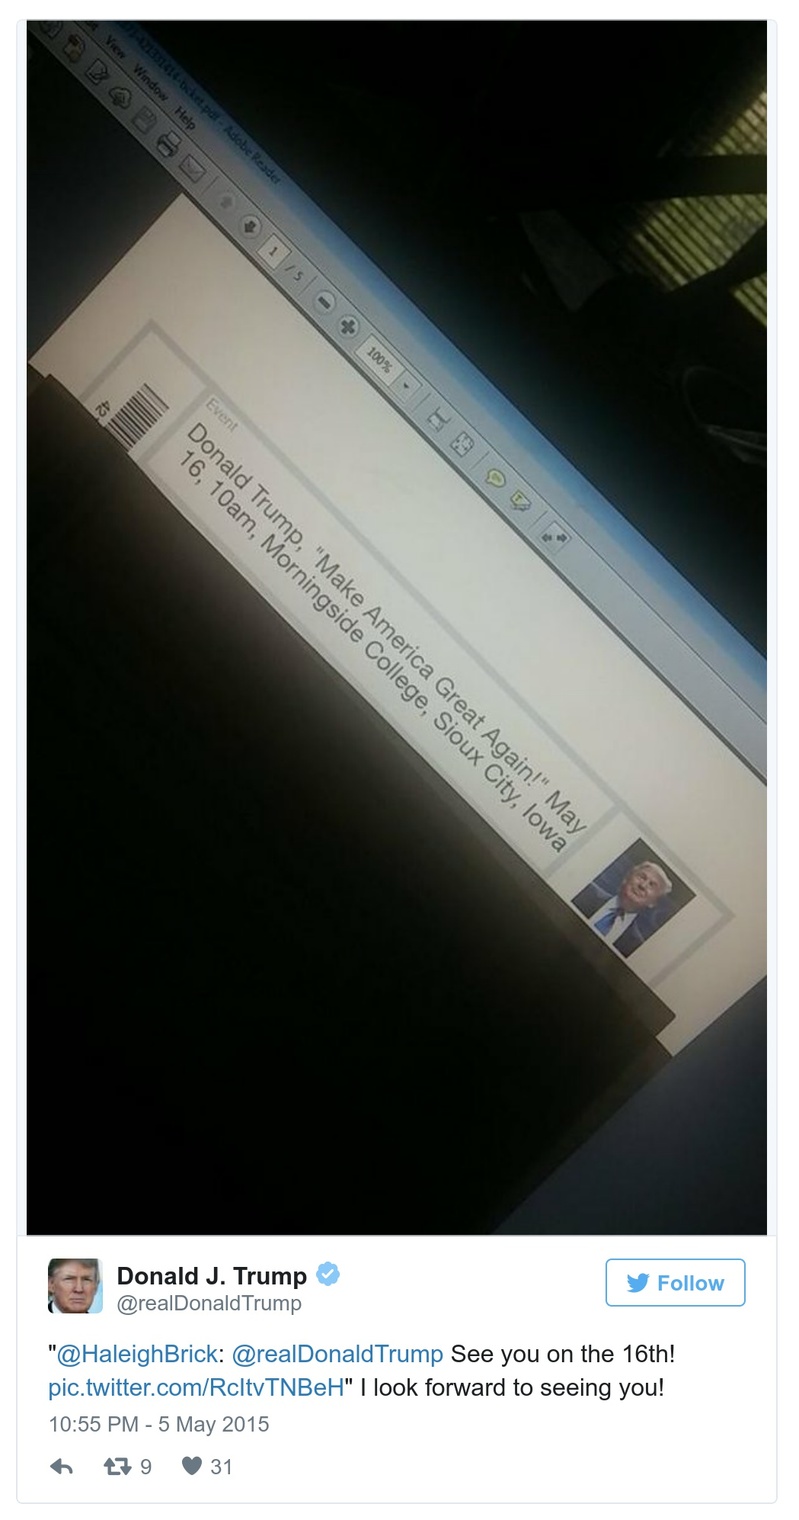 ticket.pdf - Adobe Reader
View Window Help
1 / 5
100%
Event
Donald Trump, "Make America Great Again!" May
16, 10am, Morningside College, Sioux City, Iowa
Donald J. Trump
@realDonaldTrump
Follow
"@HaleighBrick: @realDonaldTrump See you on the 16th!
pic.twitter.com/RcItvTNBeH" I look forward to seeing you!
10:55 PM - 5 May 2015
9 31